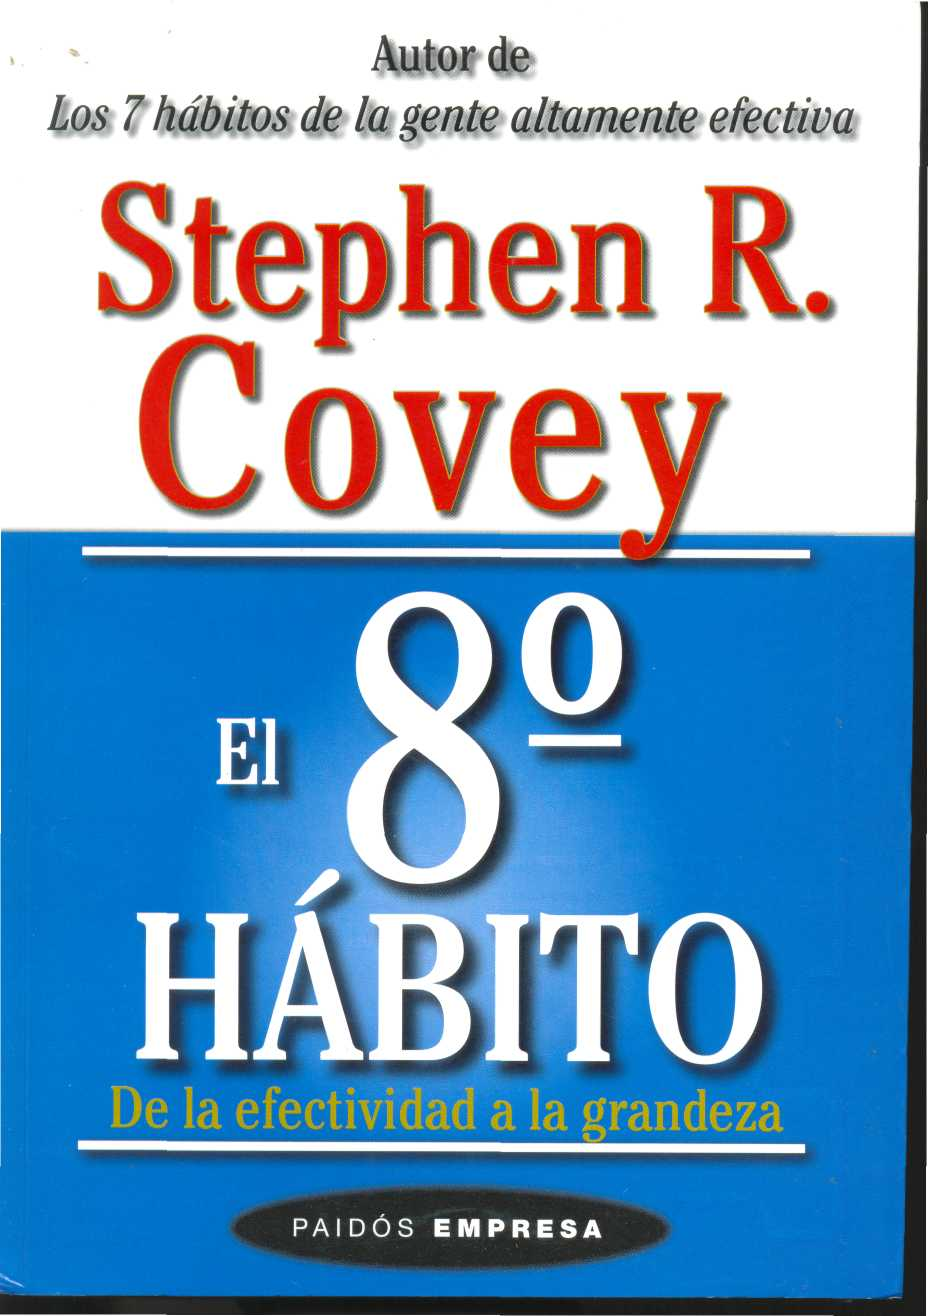 Autor de
Los 7 hábitos de la gente altamente efectiva
Stephen R.
Covey
El 8º
HÁBITO
De la efectividad a la grandeza
PAIDÓS EMPRESA